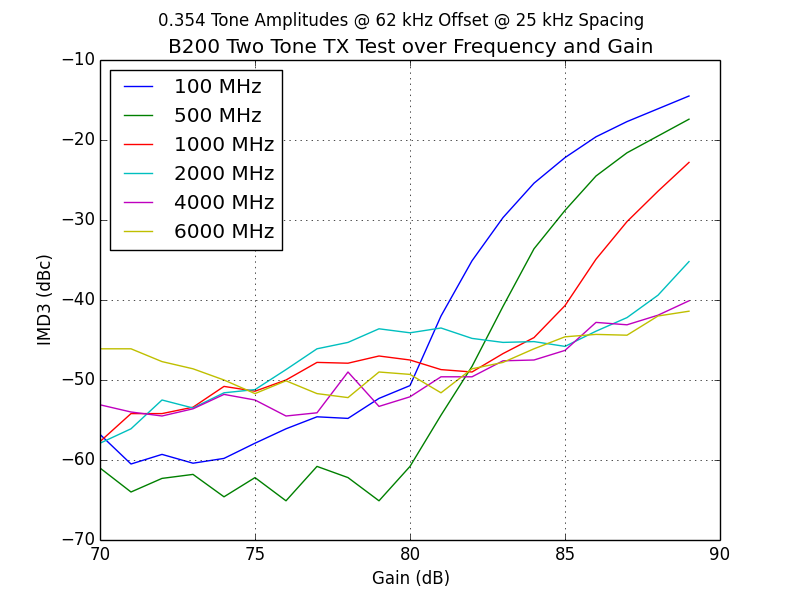 0.354 Tone Amplitudes @ 62 kHz Offset @ 25 kHz Spacing
B200 Two Tone TX Test over Frequency and Gain
−10
−20
−30
−40
−50
−60
−70
IMD3 (dBc)
100 MHz
500 MHz
1000 MHz
2000 MHz
4000 MHz
6000 MHz
70
75
80
85
90
Gain (dB)